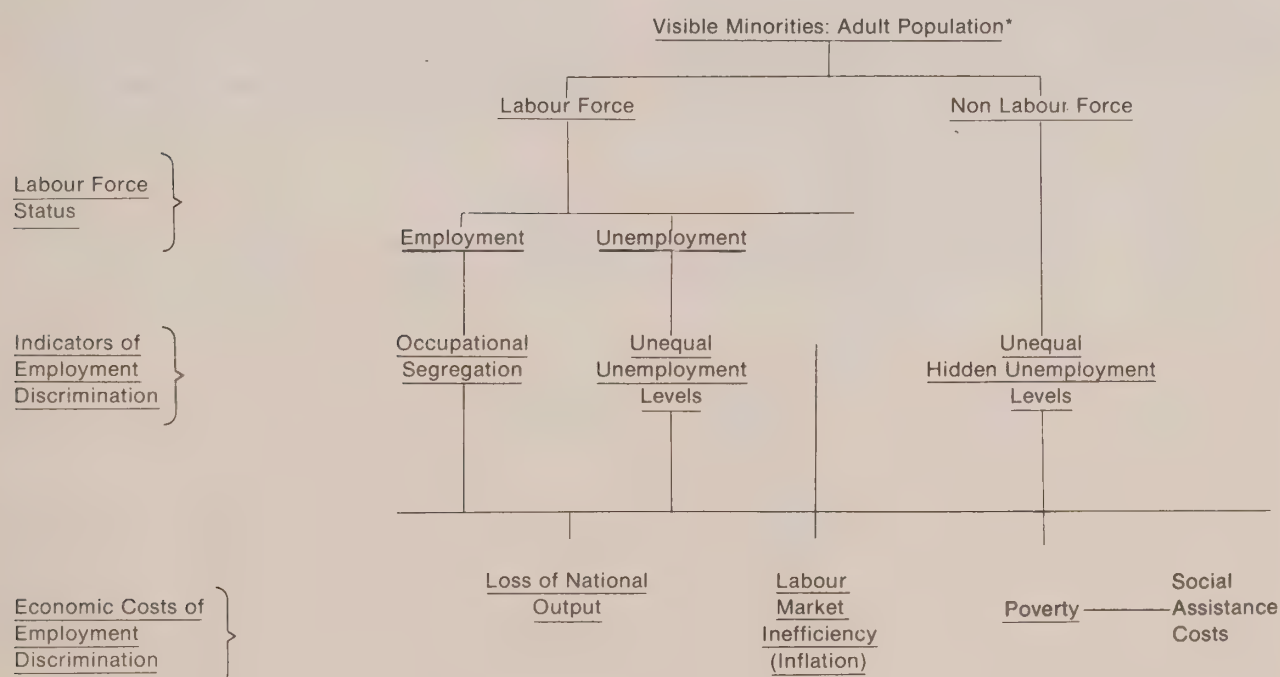 Visible Minorities: Adult Population*
Labour Force
Non Labour Force
Labour Force
Status
Employment
Unemployment
Indicators of
Employment
Discrimination
Occupational
Segregation
Unequal
Unemployment
Levels
Unequal
Hidden Unemployment
Levels
Economic Costs of
Employment
Discrimination
Loss of National
Output
Labour
Market
Inefficiency
(Inflation)
Poverty
Social
Assistance
Costs